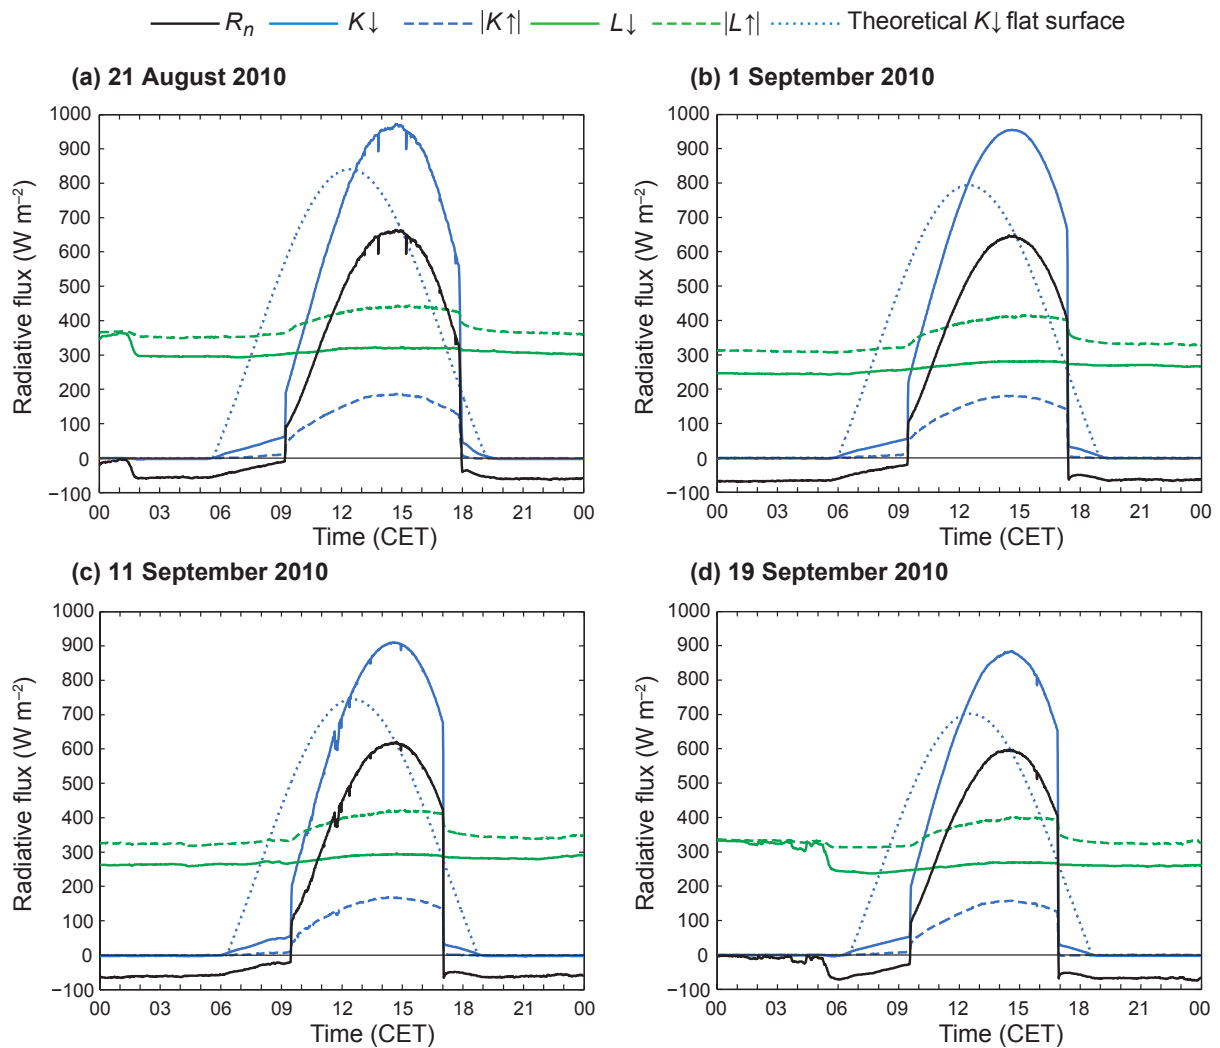 Rn K↓ |K↑| L↓ |L↑| Theoretical K↓ flat surface
(a) 21 August 2010
(b) 1 September 2010
1000
900
800
700
600
500
400
300
200
100
0
−100
Radiative flux (W m−2)
00 03 06 09 12 15 18 21 00
Time (CET)
1000
900
800
700
600
500
400
300
200
100
0
−100
Radiative flux (W m−2)
00 03 06 09 12 15 18 21 00
Time (CET)
(c) 11 September 2010
(d) 19 September 2010
1000
900
800
700
600
500
400
300
200
100
0
−100
Radiative flux (W m−2)
00 03 06 09 12 15 18 21 00
Time (CET)
1000
900
800
700
600
500
400
300
200
100
0
−100
Radiative flux (W m−2)
00 03 06 09 12 15 18 21 00
Time (CET)